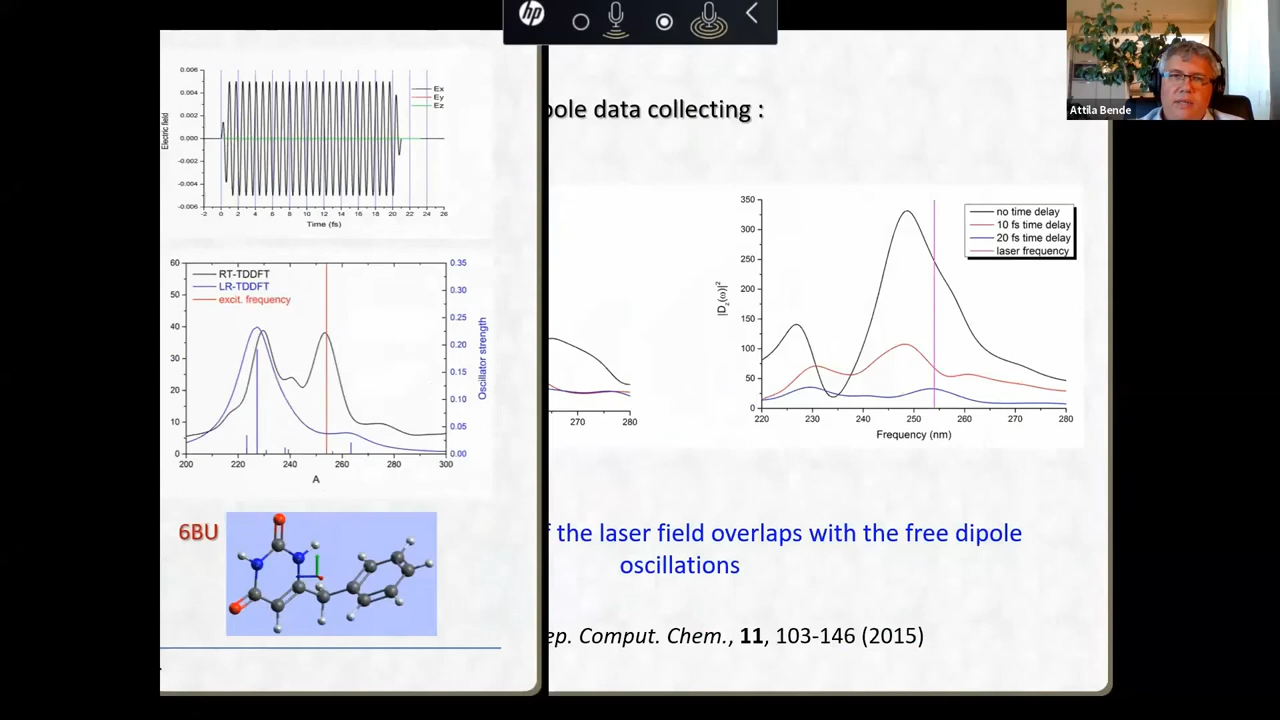 hp
Attila Bende
0.006
0.004
0.002
0.000
-0.002
-0.004
-0.006
Electric field
Ex
Ey
Ez
-2 0 2 4 6 8 10 12 14 16 18 20 22 24 26
Time (fs)
pole data collecting :
60
50
40
30
20
10
0
RT-TDDFT
LR-TDDFT
excit. frequency
0.35
0.30
0.25
0.20
0.15
0.10
0.05
0.00
Oscillator strength
200 220 240 260 280 300
A
270 280
350
300
250
200
150
100
50
0
|Dz(ω)|²
no time delay
10 fs time delay
20 fs time delay
laser frequency
220 230 240 250 260 270 280
Frequency (nm)
6BU
f the laser field overlaps with the free dipole
oscillations
ep. Comput. Chem., 11, 103-146 (2015)